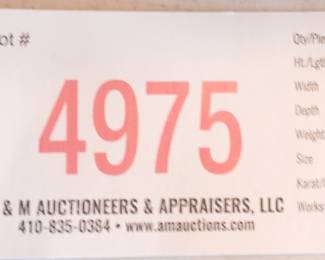 ot #
4975
& M AUCTIONEERS & APPRAISERS, LLC
410-835-0384 • www.amauctions.com
Qty/Pie
Ht./Lgt
Width
Depth
Weight
Size
Karat/
Works